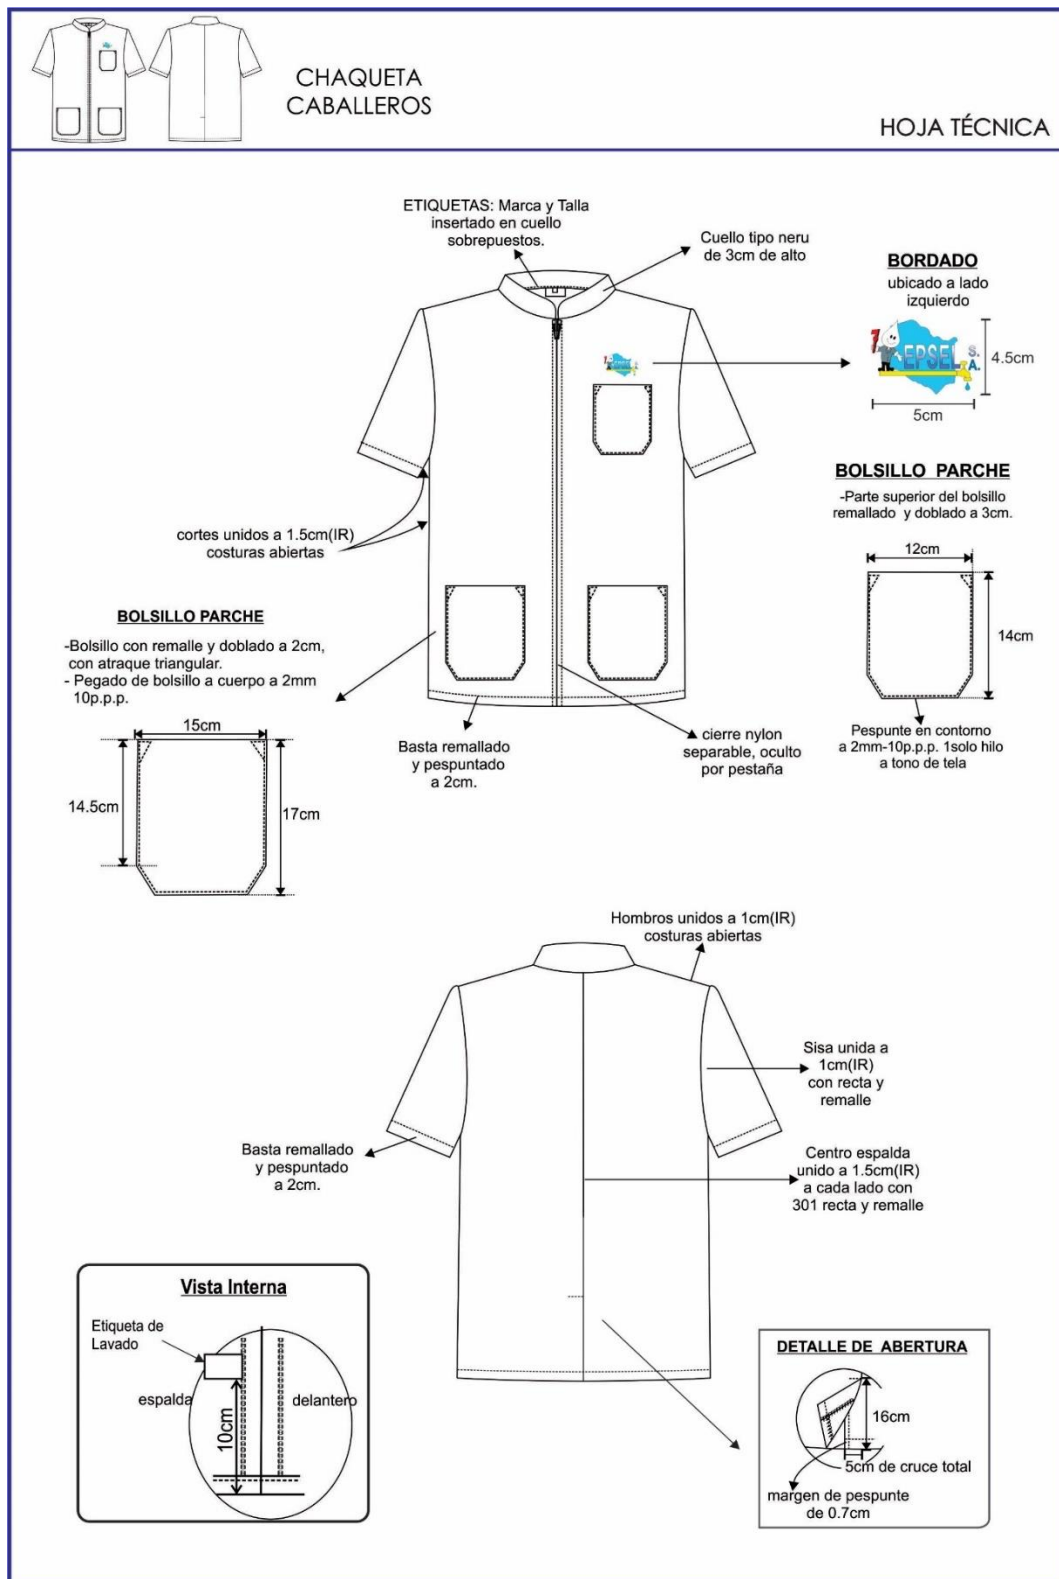 CHAQUETA
CABALLEROS
HOJA TÉCNICA
ETIQUETAS: Marca y Talla
insertado en cuello
sobrepuestos.
Cuello tipo neru
de 3cm de alto
BORDADO
ubicado a lado
izquierdo
EPSEL S.A.
4.5cm
5cm
cortes unidos a 1.5cm(IR)
costuras abiertas
BOLSILLO PARCHE
-Parte superior del bolsillo
remallado y doblado a 3cm.
12cm
14cm
Pespunte en contorno
a 2mm-10p.p.p. 1solo hilo
a tono de tela
BOLSILLO PARCHE
-Bolsillo con remalle y doblado a 2cm,
con atraque triangular.
- Pegado de bolsillo a cuerpo a 2mm
10p.p.p.
15cm
14.5cm
17cm
Basta remallado
y pespuntado
a 2cm.
cierre nylon
separable, oculto
por pestaña
Hombros unidos a 1cm(IR)
costuras abiertas
Sisa unida a
1cm(IR)
con recta y
remalle
Basta remallado
y pespuntado
a 2cm.
Centro espalda
unido a 1.5cm(IR)
a cada lado con
301 recta y remalle
Vista Interna
Etiqueta de
Lavado
espalda
delantero
10cm
DETALLE DE ABERTURA
16cm
5cm de cruce total
margen de pespunte
de 0.7cm